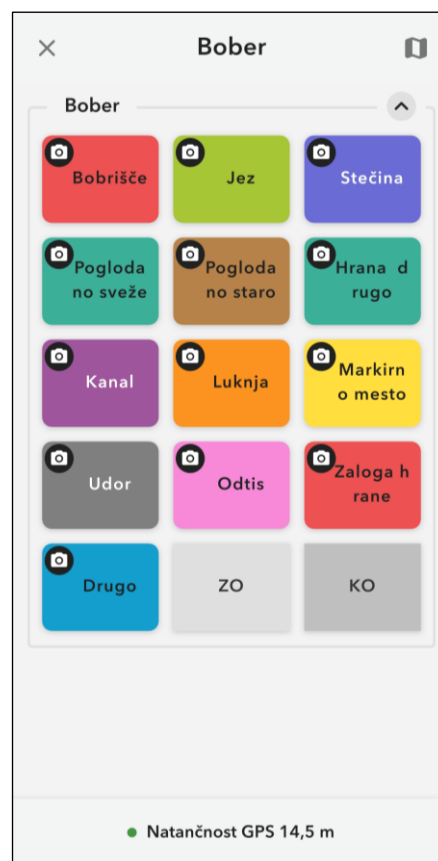 Bober
Bober
Bobrišče
Jez
Stečina
Pogloda
no sveže
Pogloda
no staro
Hrana d
rugo
Kanal
Luknja
Markirn
o mesto
Udor
Odtis
Zaloga h
rane
Drugo
ZO
KO
Natančnost GPS 14,5 m